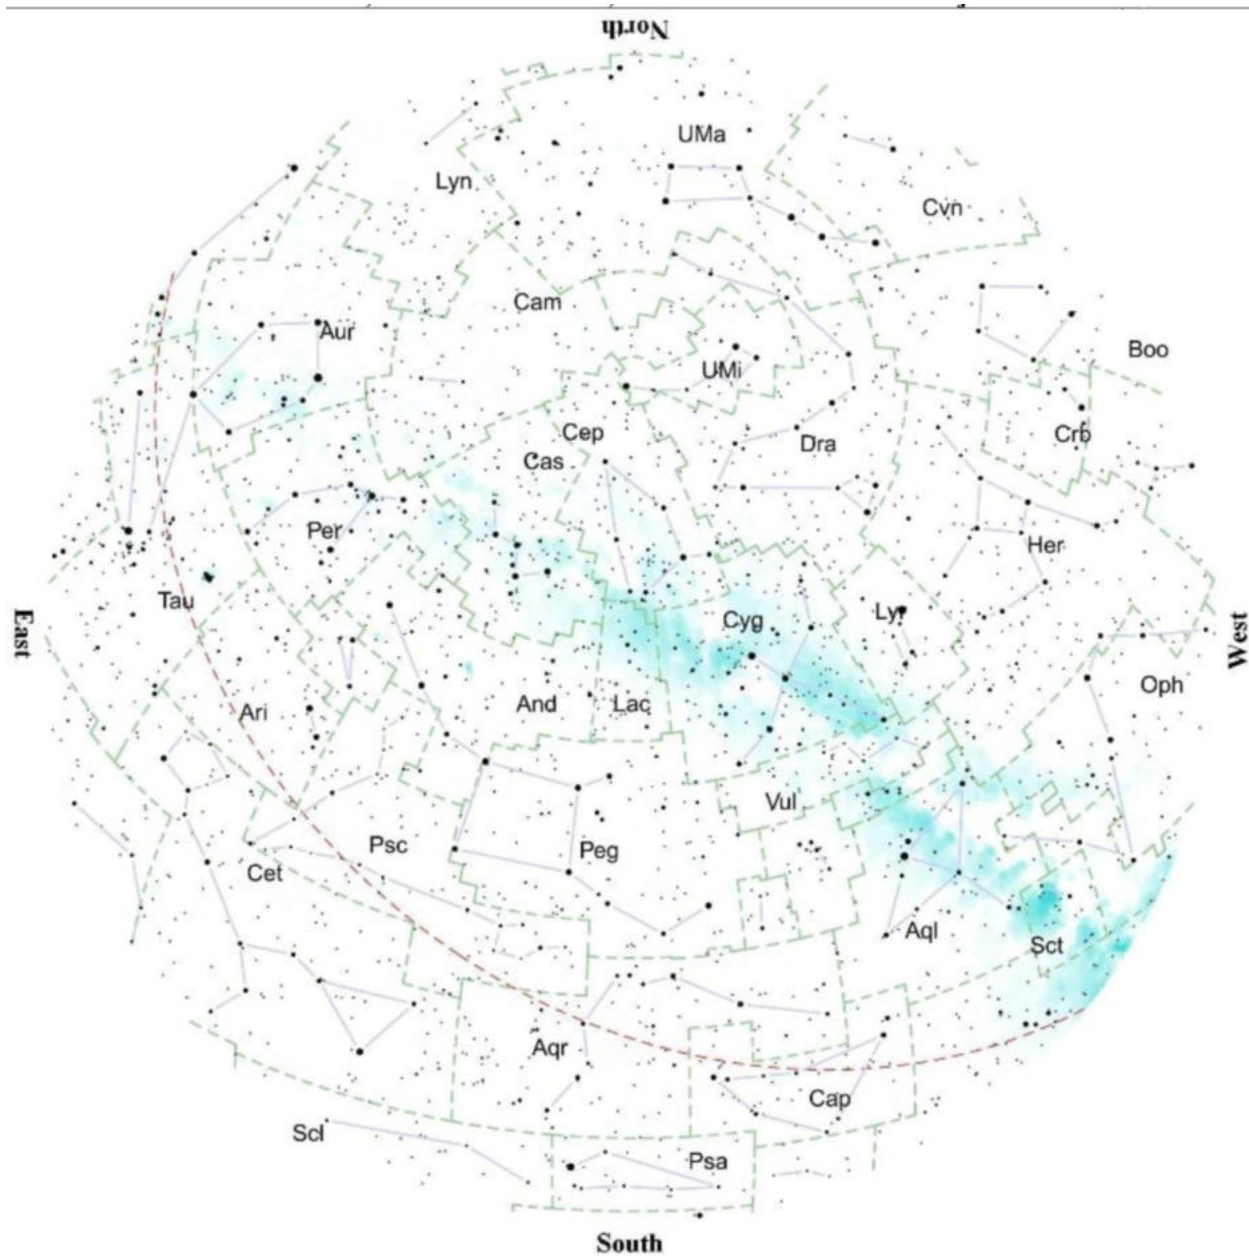 North
UMa
Lyn
Cvn
Cam
Aur
Boo
UMi
Cep
Crb
Dra
Cas
Per
Her
Tau
East
Cyg
Lyr
West
Oph
And
Lac
Ari
Vul
Psc
Peg
Cet
Aql
Sct
Aqr
Cap
Scl
Psa
South